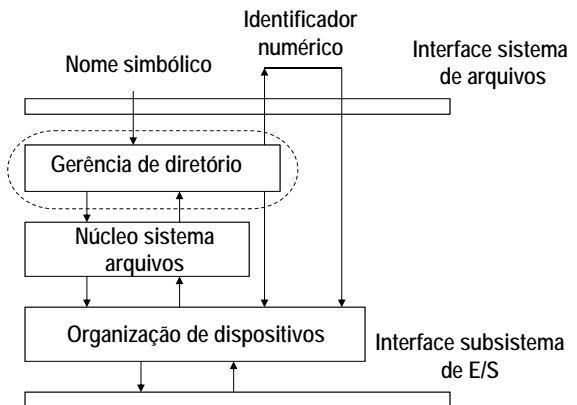 Identificador
numérico
Interface sistema
de arquivos
Nome simbólico
Gerência de diretório
Núcleo sistema
arquivos
Organização de dispositivos
Interface subsistema
de E/S